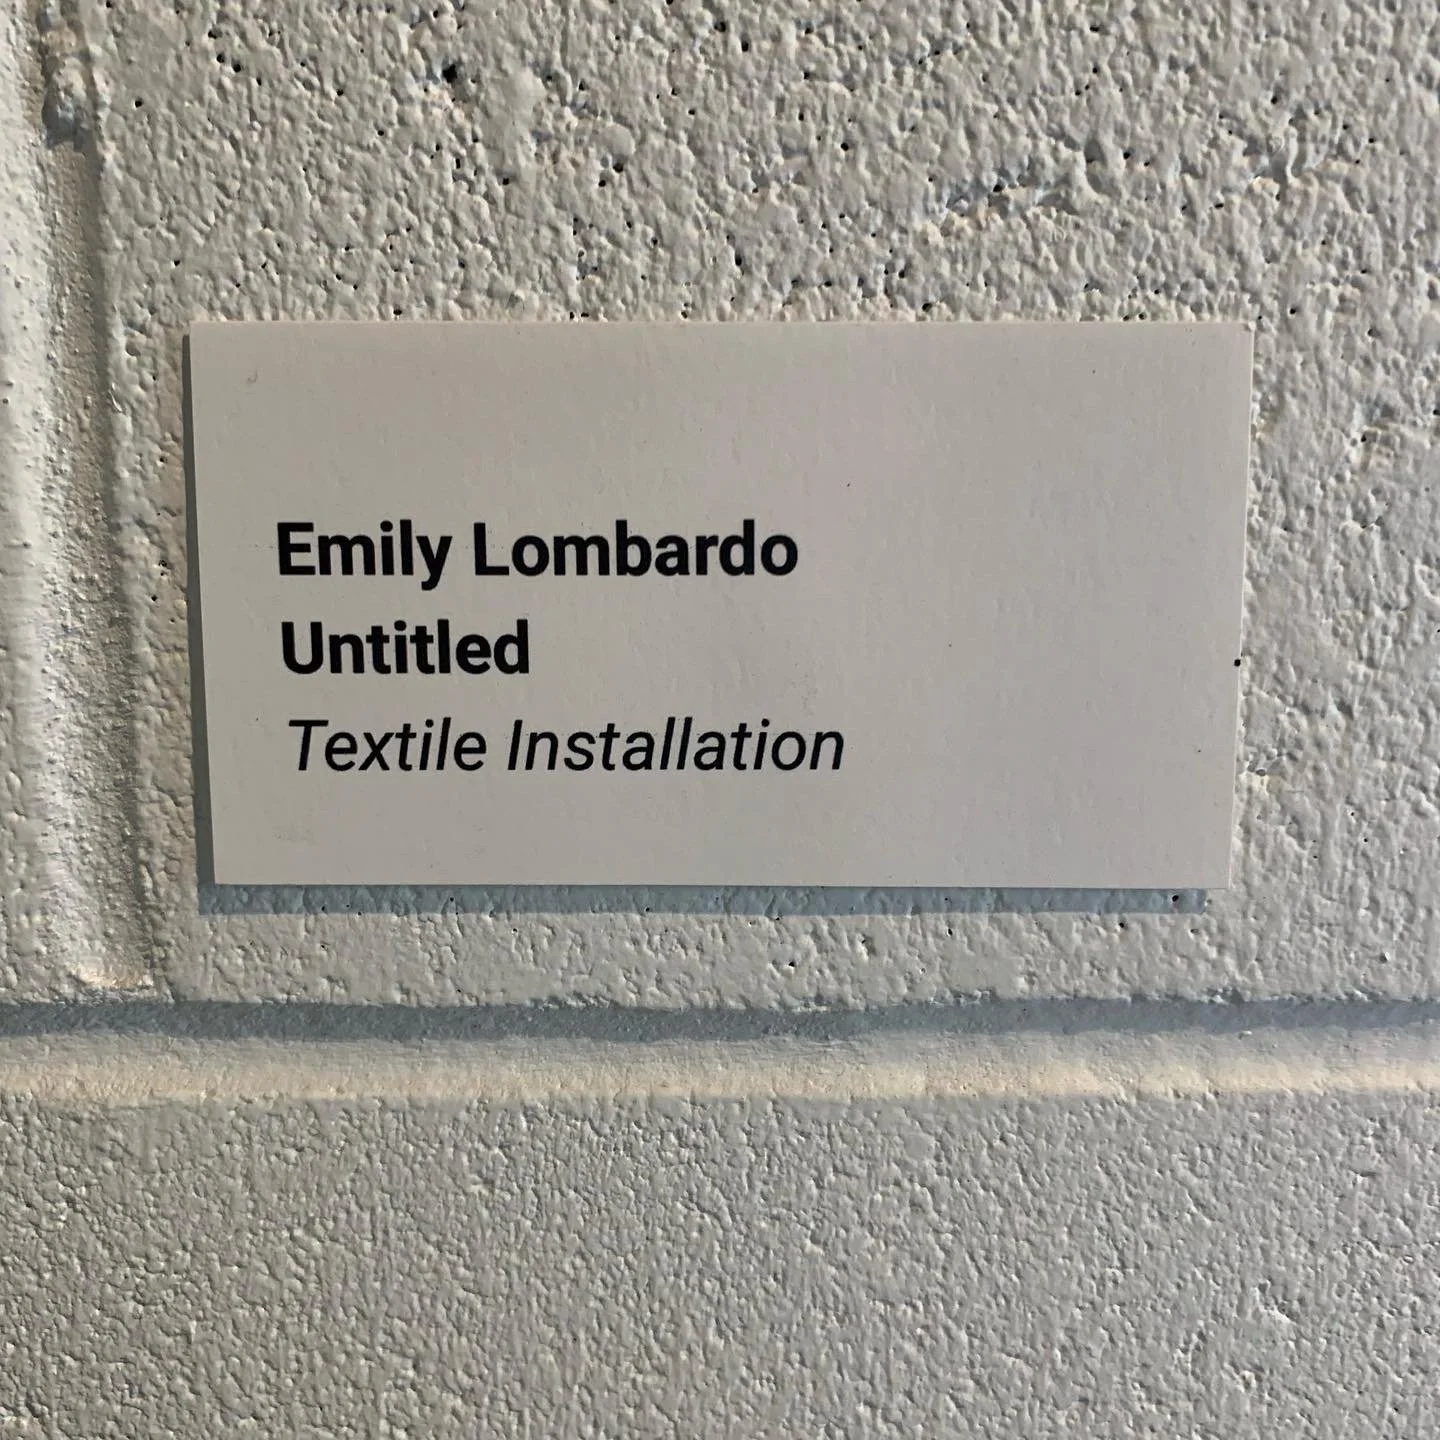 Emily Lombardo
Untitled
Textile Installation